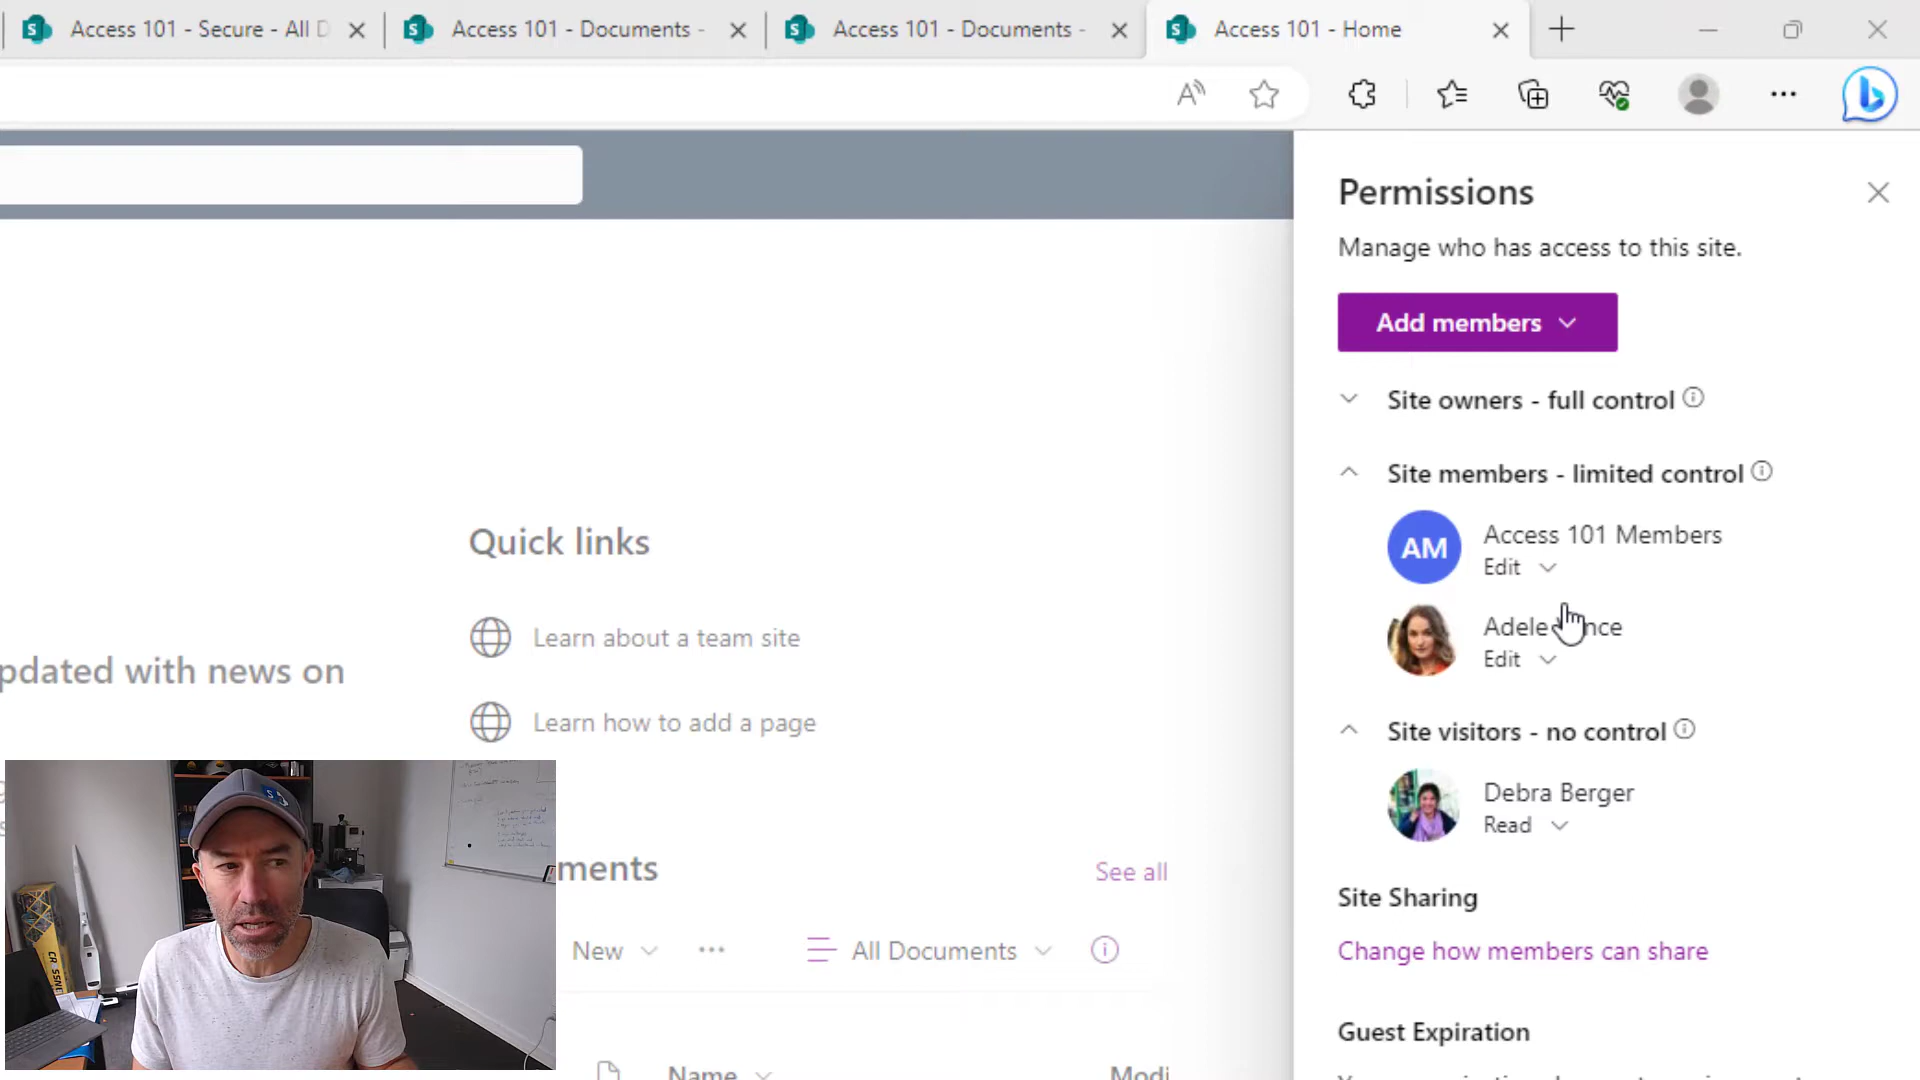 Access 101 - Secure - All D
Access 101 - Documents -
Access 101 - Documents -
Access 101 - Home
Permissions
Manage who has access to this site.
Add members
Site owners - full control
Site members - limited control
AM
Access 101 Members
Edit
Adele nce
Edit
Site visitors - no control
Debra Berger
Read
Site Sharing
Change how members can share
Guest Expiration
Quick links
Learn about a team site
Learn how to add a page
pdated with news on
ments
See all
New
All Documents
Name
Modi